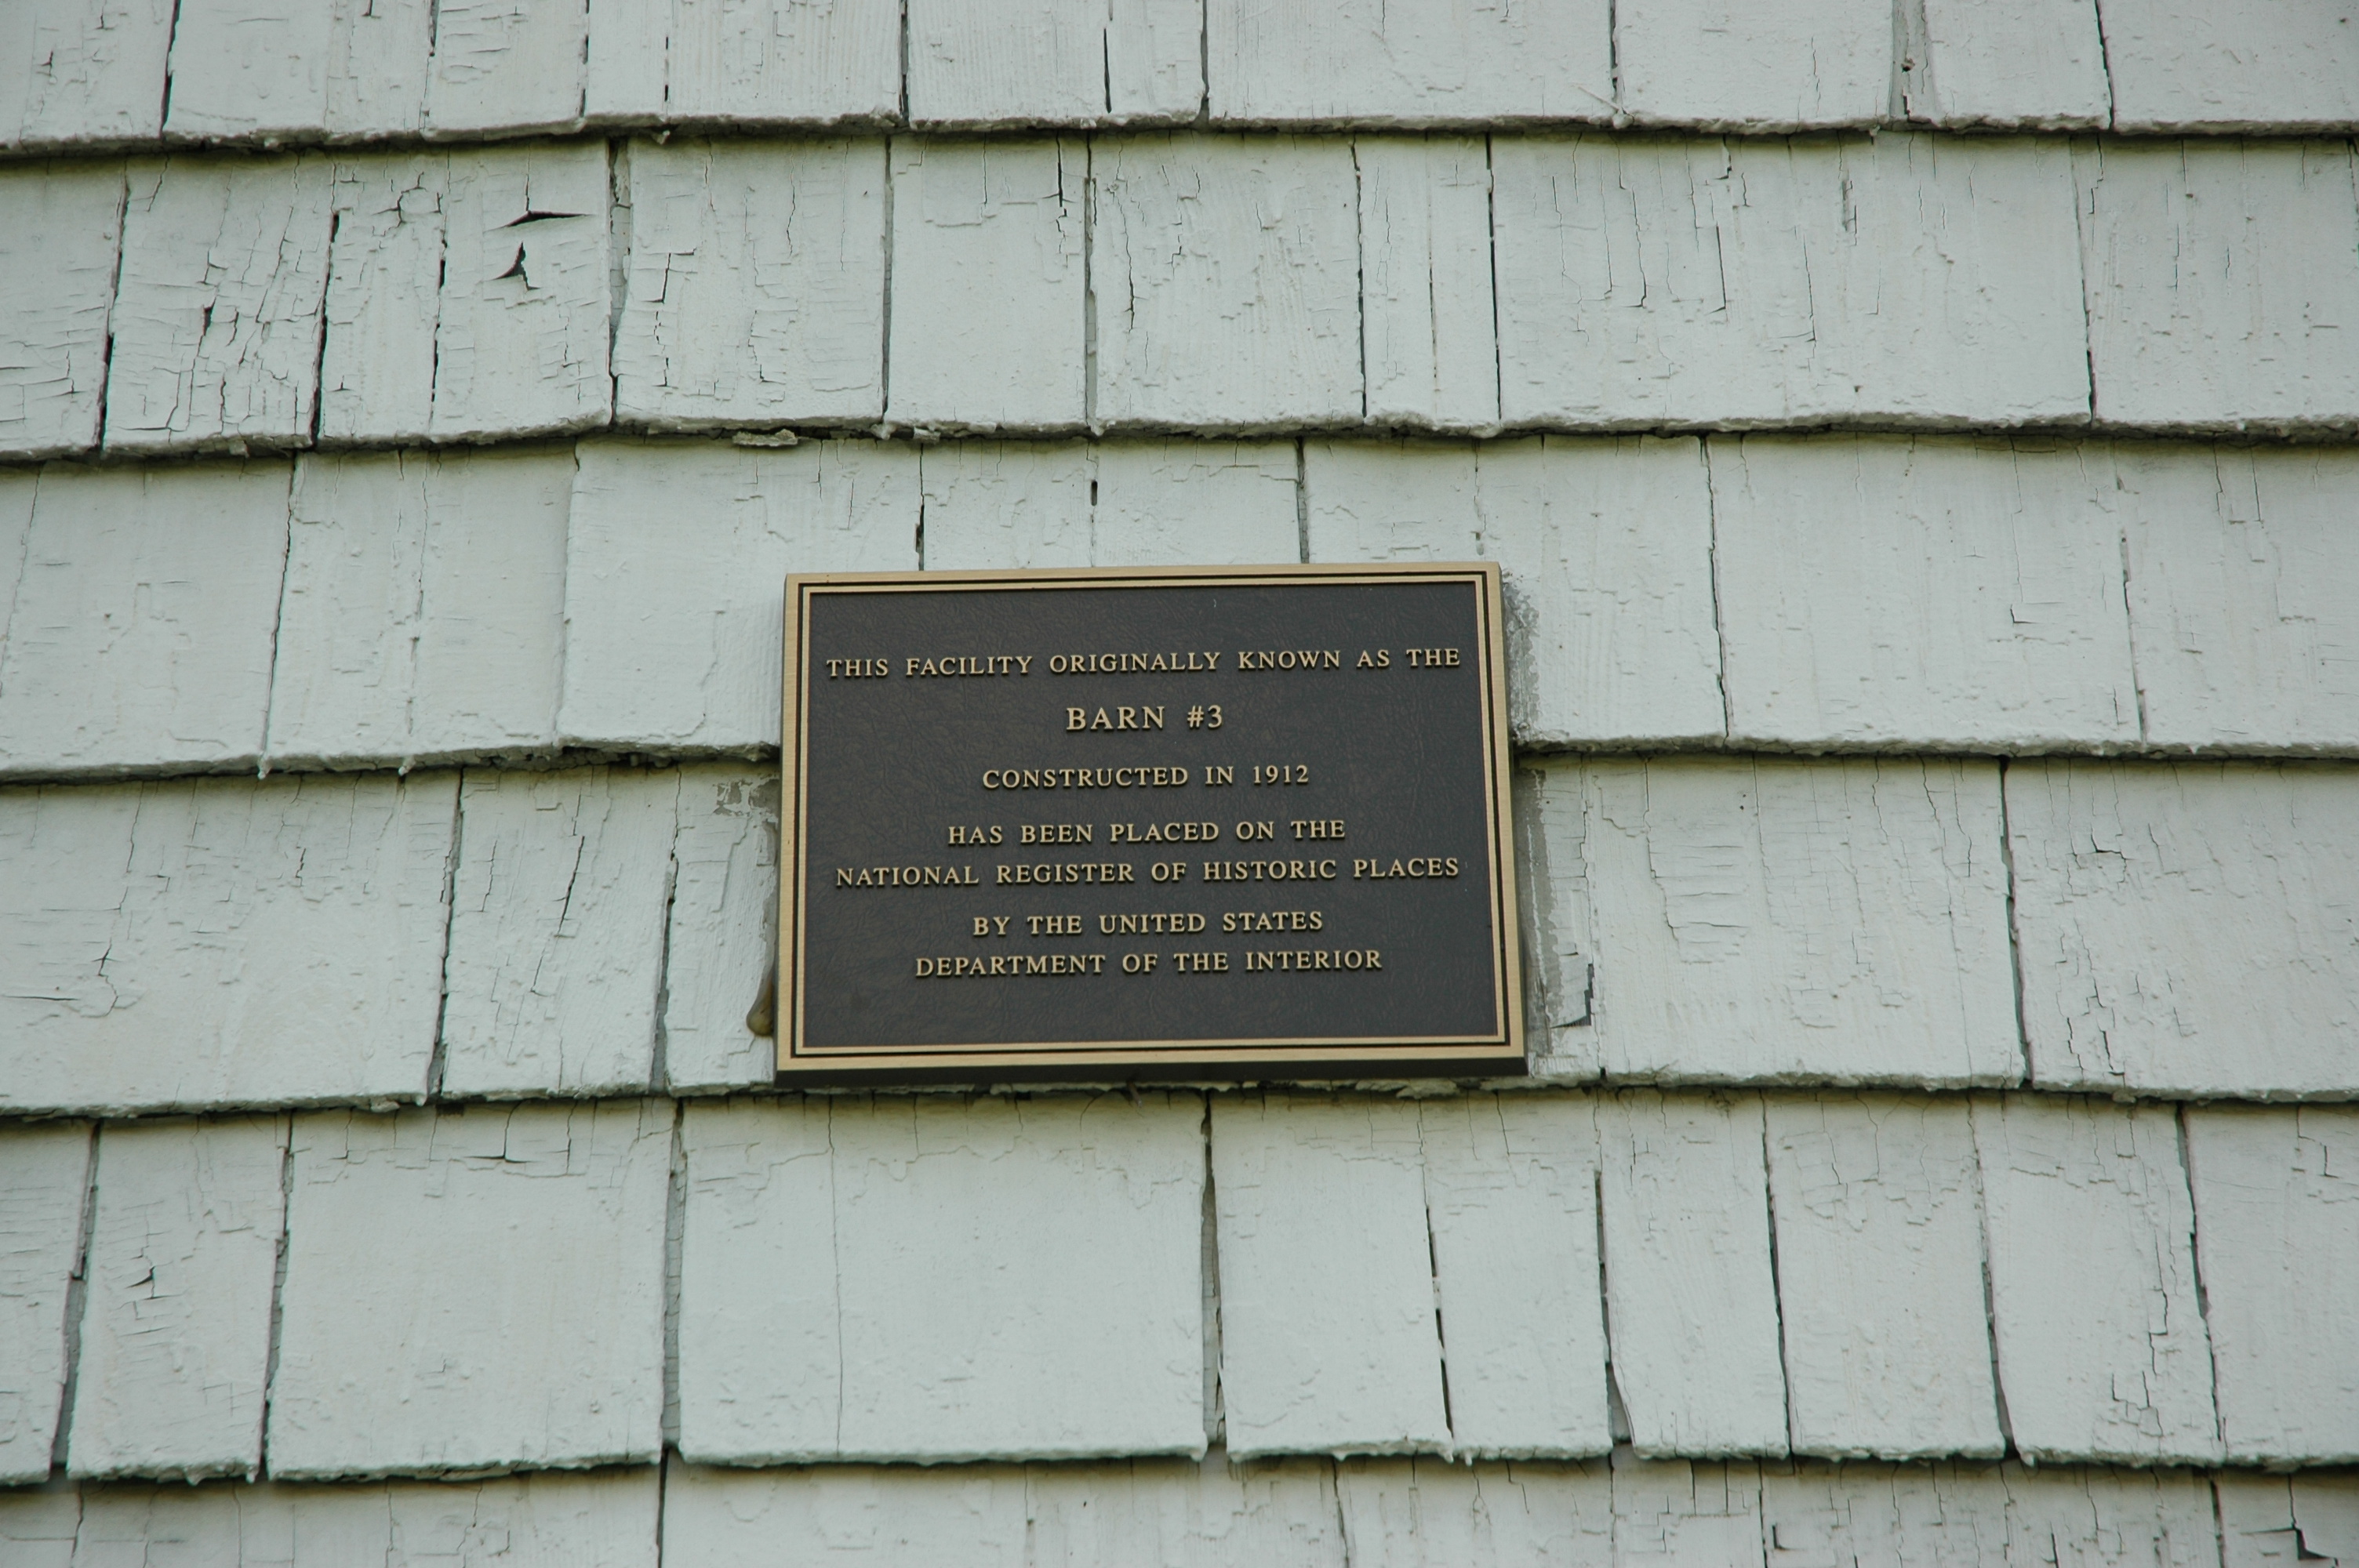 THIS FACILITY ORIGINALLY KNOWN AS THE
BARN #3
CONSTRUCTED IN 1912
HAS BEEN PLACED ON THE
NATIONAL REGISTER OF HISTORIC PLACES
BY THE UNITED STATES
DEPARTMENT OF THE INTERIOR